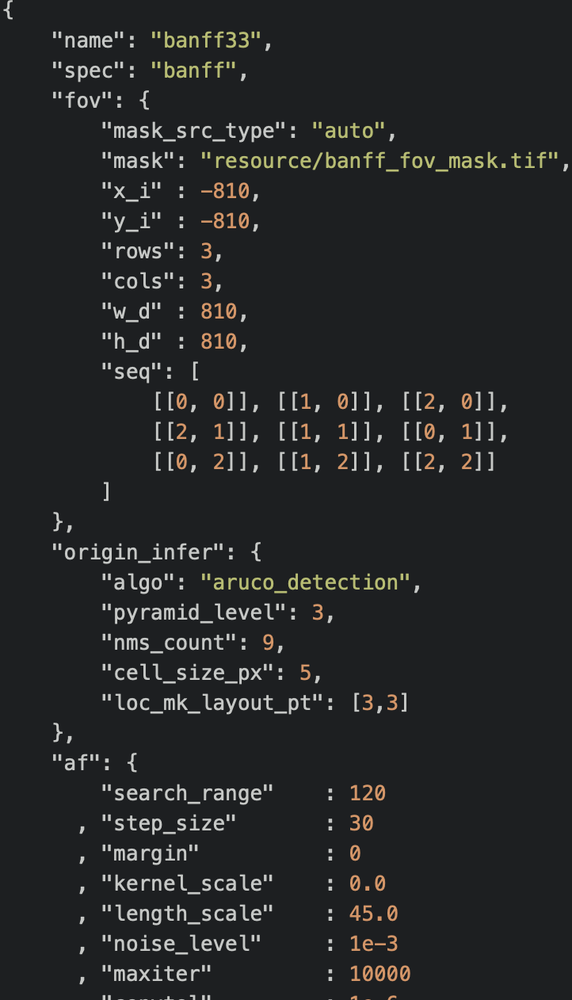 {
    "name": "banff33",
    "spec": "banff",
    "fov": {
        "mask_src_type": "auto",
        "mask": "resource/banff_fov_mask.tif",
        "x_i" : -810,
        "y_i" : -810,
        "rows": 3,
        "cols": 3,
        "w_d" : 810,
        "h_d" : 810,
        "seq": [
            [[0, 0]], [[1, 0]], [[2, 0]],
            [[2, 1]], [[1, 1]], [[0, 1]],
            [[0, 2]], [[1, 2]], [[2, 2]]
        ]
    },
    "origin_infer": {
        "algo": "aruco_detection",
        "pyramid_level": 3,
        "nms_count": 9,
        "cell_size_px": 5,
        "loc_mk_layout_pt": [3,3]
    },
    "af": {
        "search_range"    : 120
      , "step_size"       : 30
      , "margin"          : 0
      , "kernel_scale"    : 0.0
      , "length_scale"    : 45.0
      , "noise_level"     : 1e-3
      , "maxiter"         : 10000